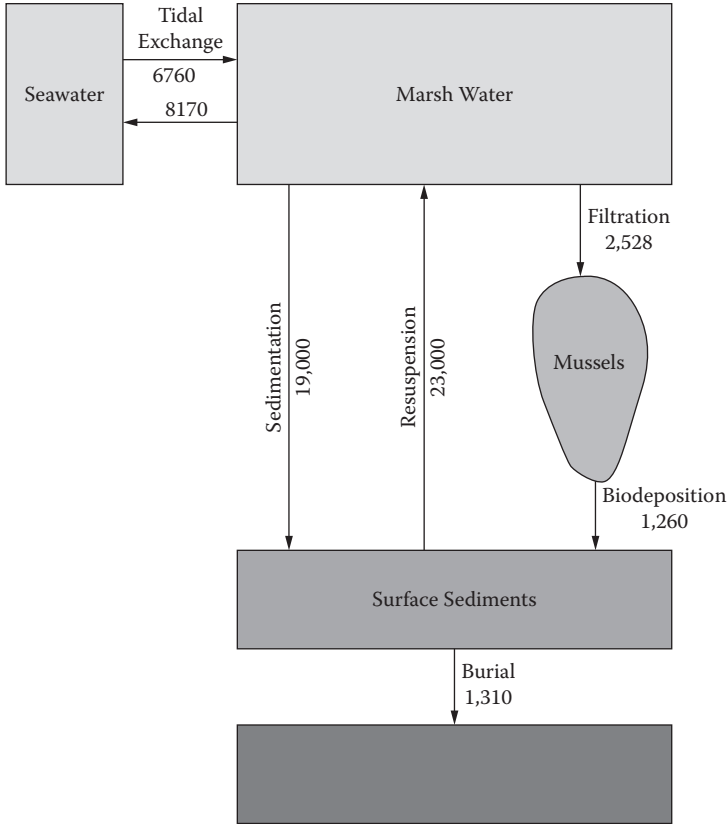 Tidal
Exchange
6760
8170
Seawater
Marsh Water
Filtration
2,528
Sedimentation
19,000
Resuspension
23,000
Mussels
Biodeposition
1,260
Surface Sediments
Burial
1,310